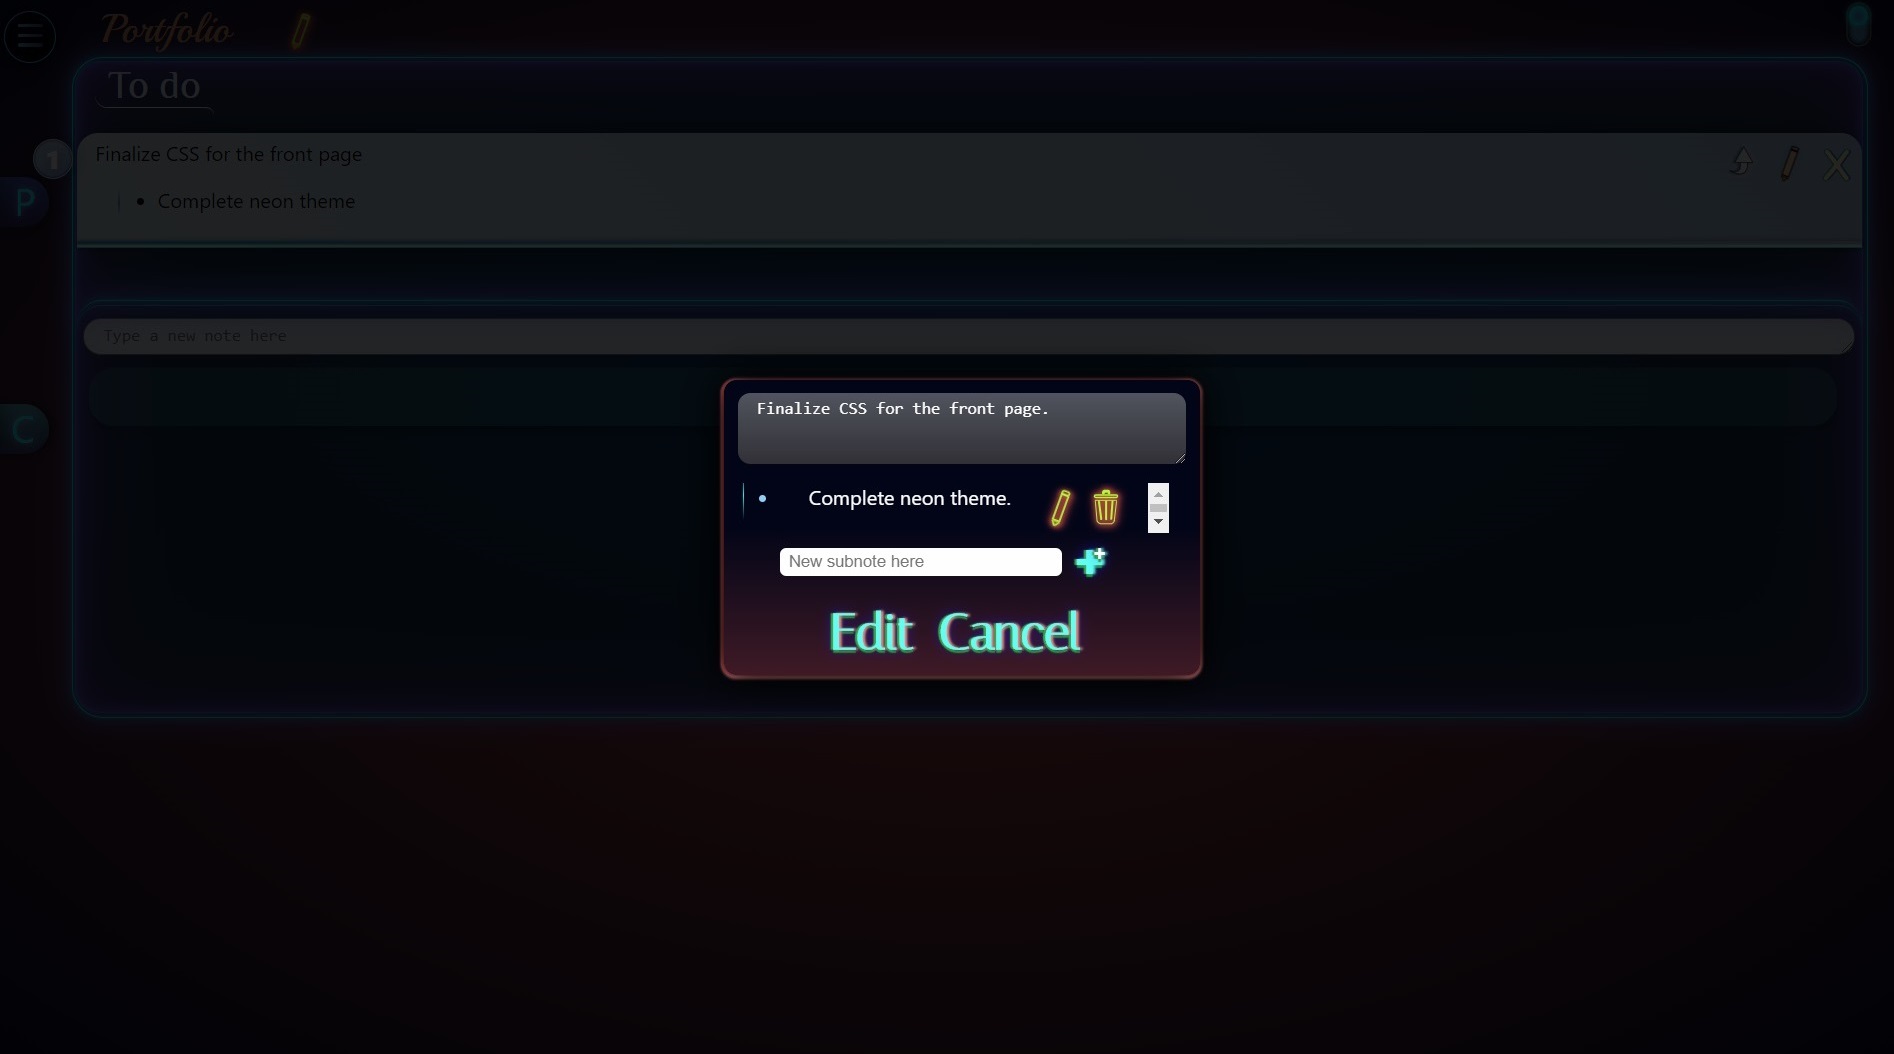 Portfolio
To do
1
Finalize CSS for the front page
P
• Complete neon theme
Type a new note here
C
Finalize CSS for the front page.
• Complete neon theme.
New subnote here
Edit Cancel